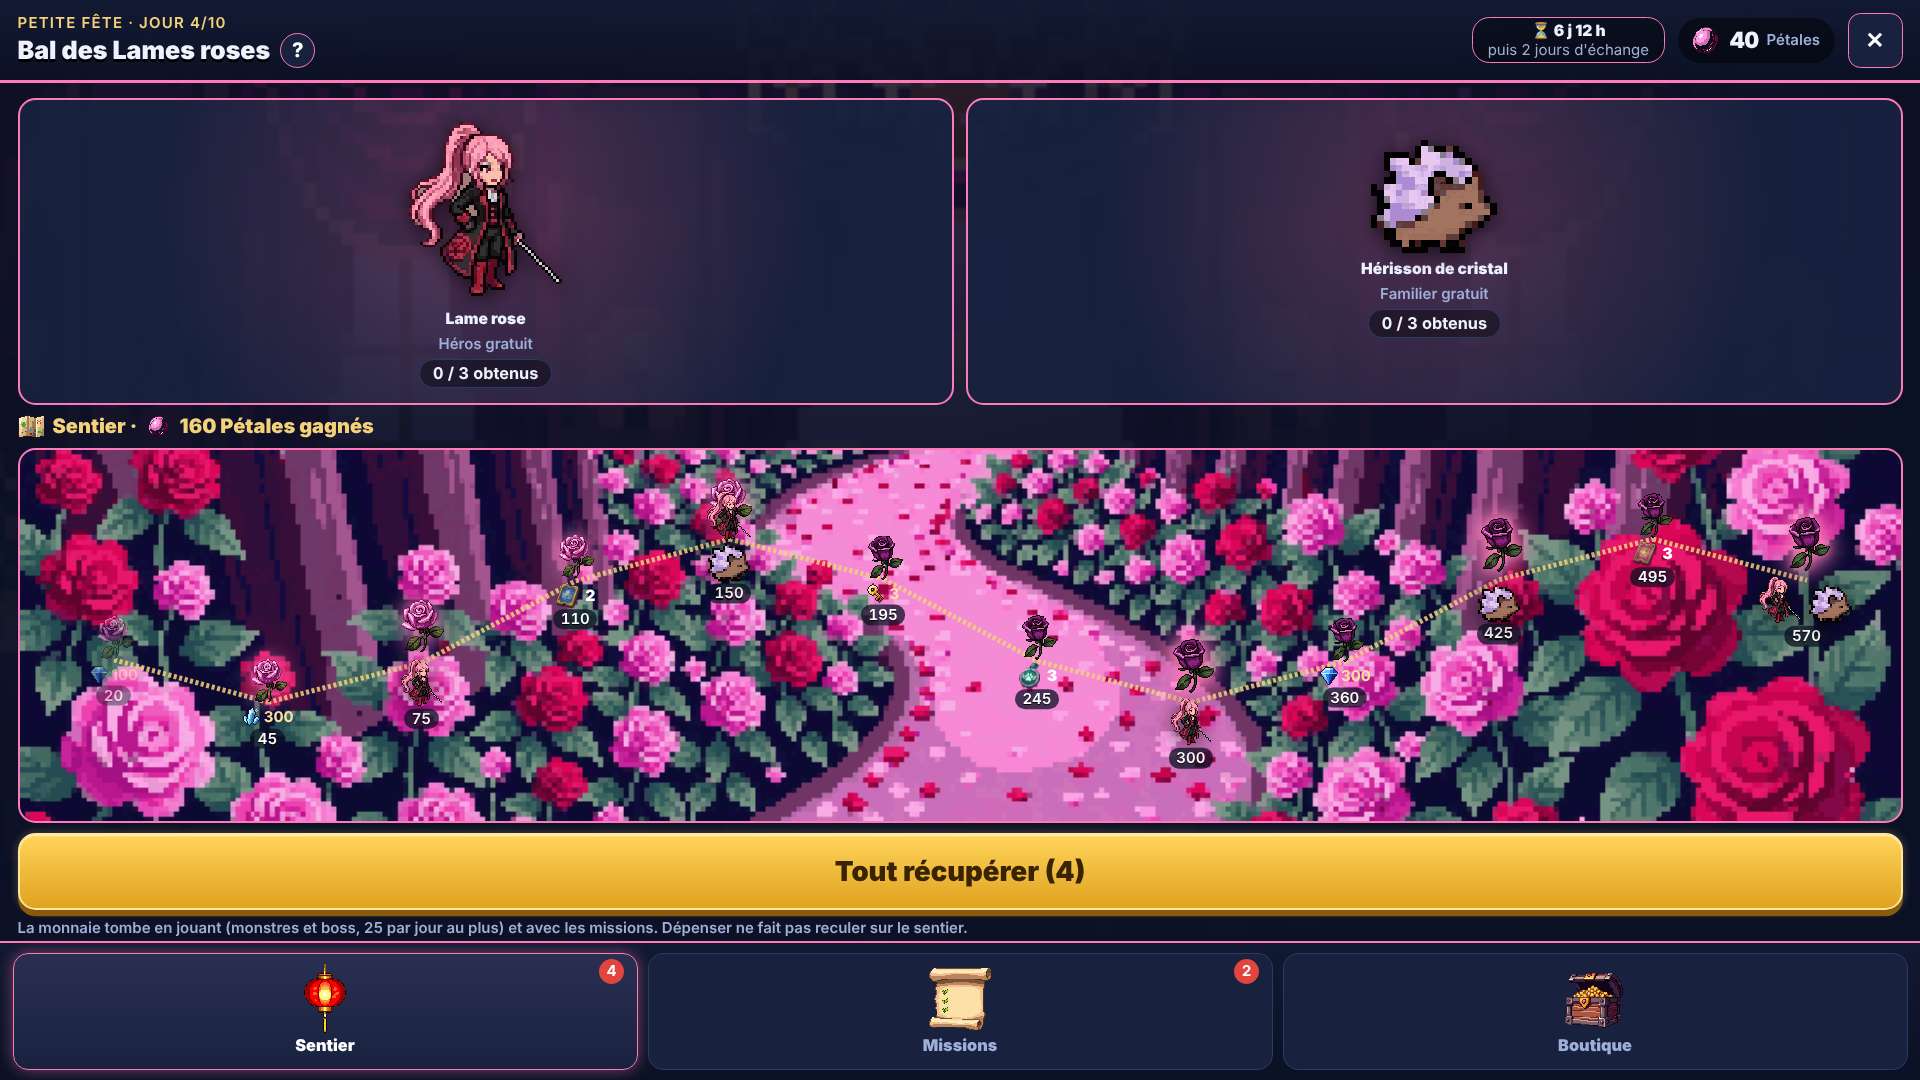 PETITE FÊTE · JOUR 4/10
Bal des Lames roses ?
⏳ 6 j 12 h
puis 2 jours d'échange
40 Pétales
✕
Lame rose
Héros gratuit
0 / 3 obtenus
Hérisson de cristal
Familier gratuit
0 / 3 obtenus
Sentier · 160 Pétales gagnés
100
20
300
45
75
2
110
150
3
195
3
245
300
300
360
425
3
495
570
Tout récupérer (4)
La monnaie tombe en jouant (monstres et boss, 25 par jour au plus) et avec les missions. Dépenser ne fait pas reculer sur le sentier.
4
Sentier
2
Missions
Boutique